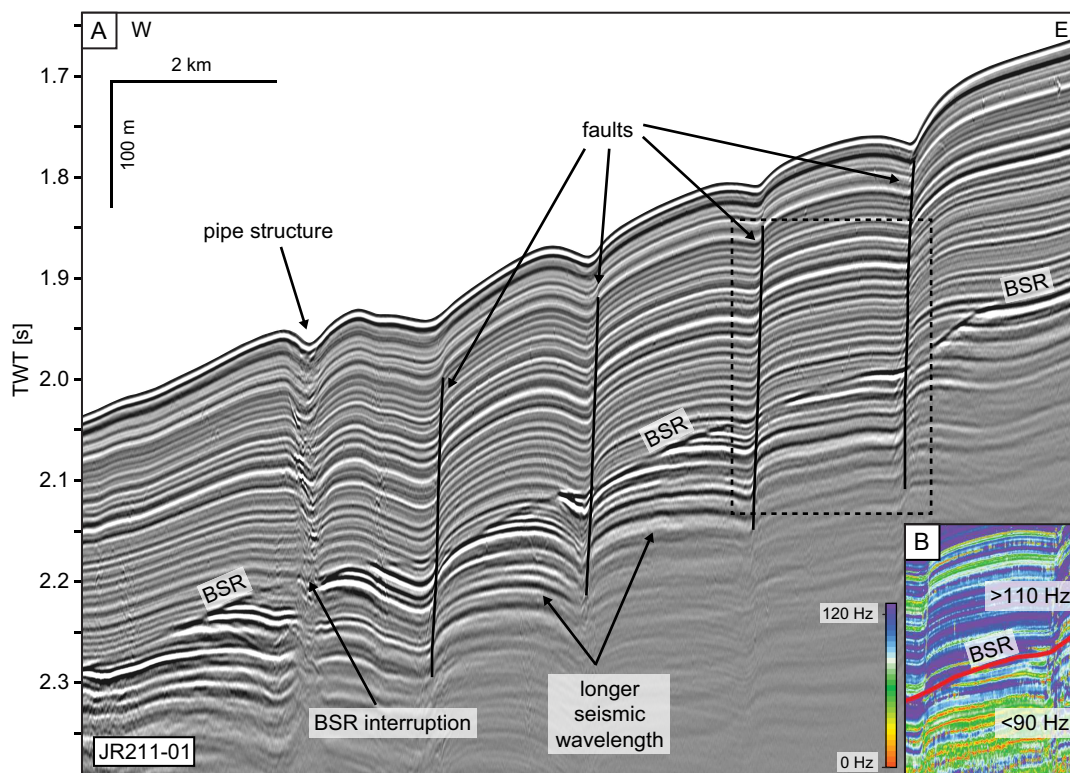 A
W
E
2 km
100 m
1.7
1.8
1.9
2.0
2.1
2.2
2.3
TWT [s]
faults
pipe structure
BSR
BSR
BSR
BSR interruption
longer
seismic
wavelength
JR211-01
B
>110 Hz
BSR
<90 Hz
120 Hz
0 Hz